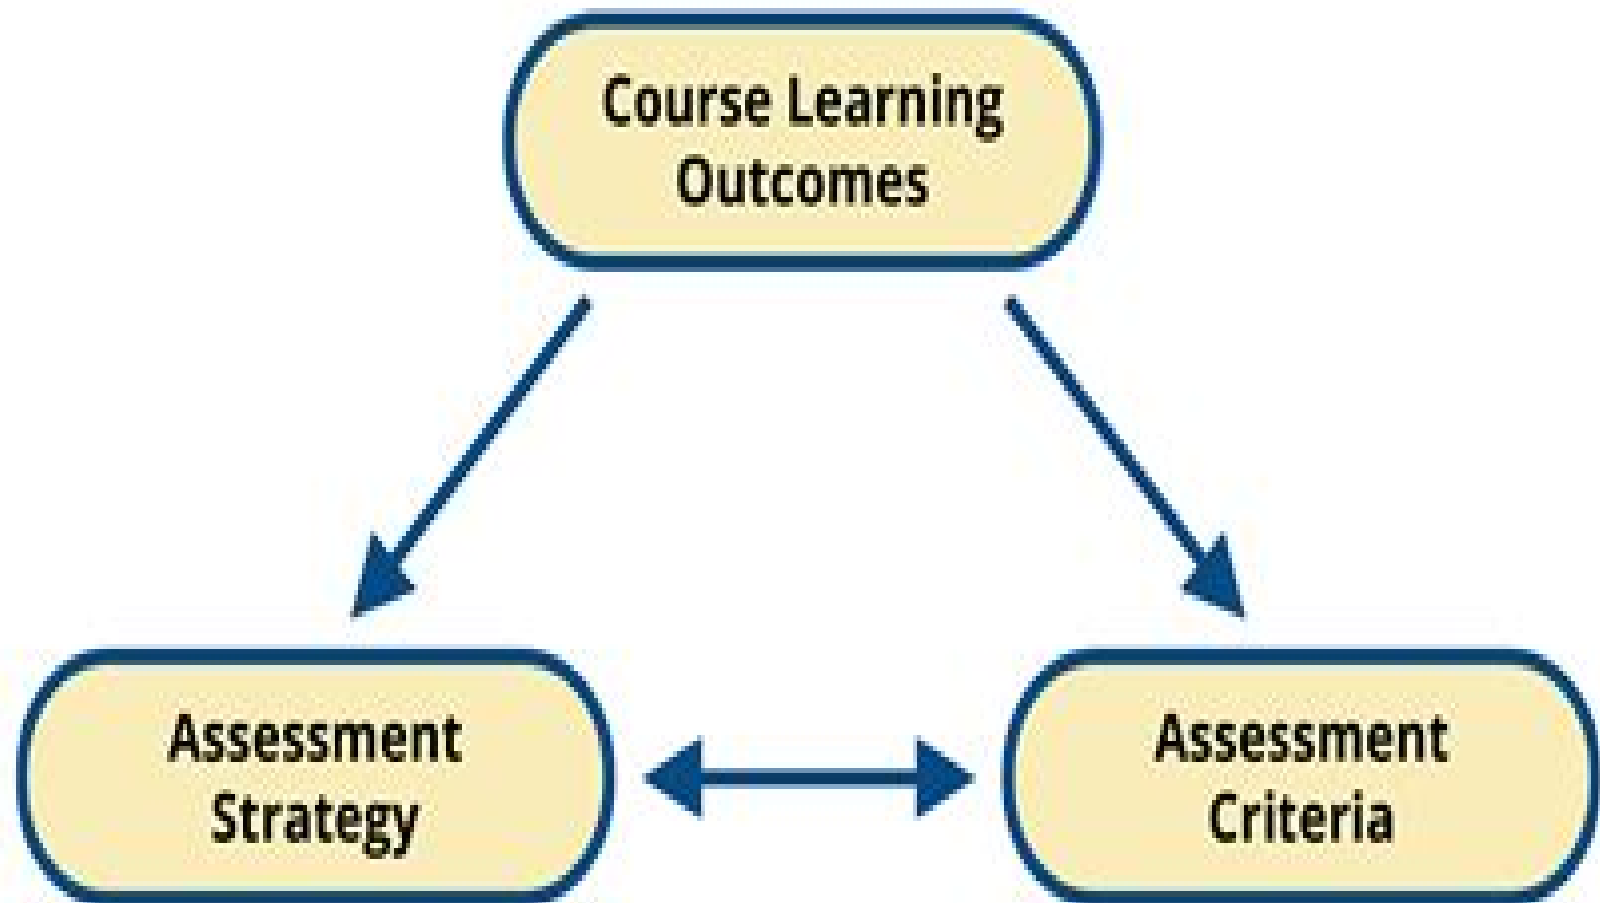 Course Learning
Outcomes
Assessment
Strategy
Assessment
Criteria